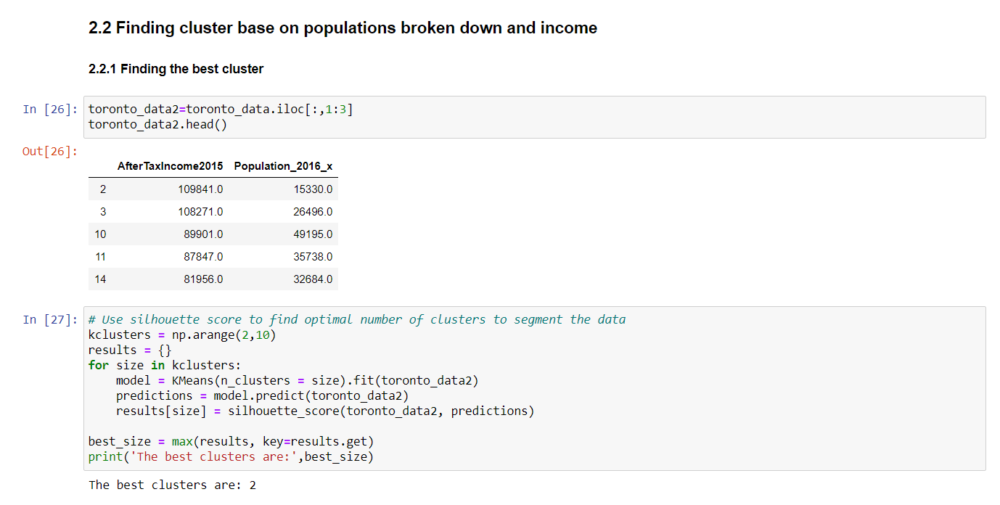 2.2 Finding cluster base on populations broken down and income
2.2.1 Finding the best cluster
In [26]: toronto_data2=toronto_data.iloc[:,1:3]
toronto_data2.head()
Out[26]:
AfterTaxIncome2015 Population_2016_x
2 109841.0 15330.0
3 108271.0 26496.0
10 89901.0 49195.0
11 87847.0 35738.0
14 81956.0 32684.0
In [27]: # Use silhouette score to find optimal number of clusters to segment the data
kclusters = np.arange(2,10)
results = {}
for size in kclusters:
    model = KMeans(n_clusters = size).fit(toronto_data2)
    predictions = model.predict(toronto_data2)
    results[size] = silhouette_score(toronto_data2, predictions)
best_size = max(results, key=results.get)
print('The best clusters are:',best_size)
The best clusters are: 2